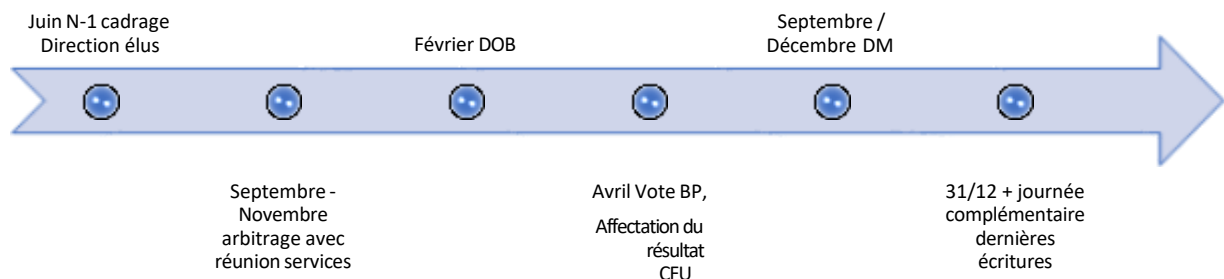 Juin N-1 cadrage
Direction élus
Septembre -
Novembre
arbitrage avec
réunion services
Février DOB
Avril Vote BP,
Affectation du
résultat
CFU
Septembre /
Décembre DM
31/12 + journée
complémentaire
dernières
écritures